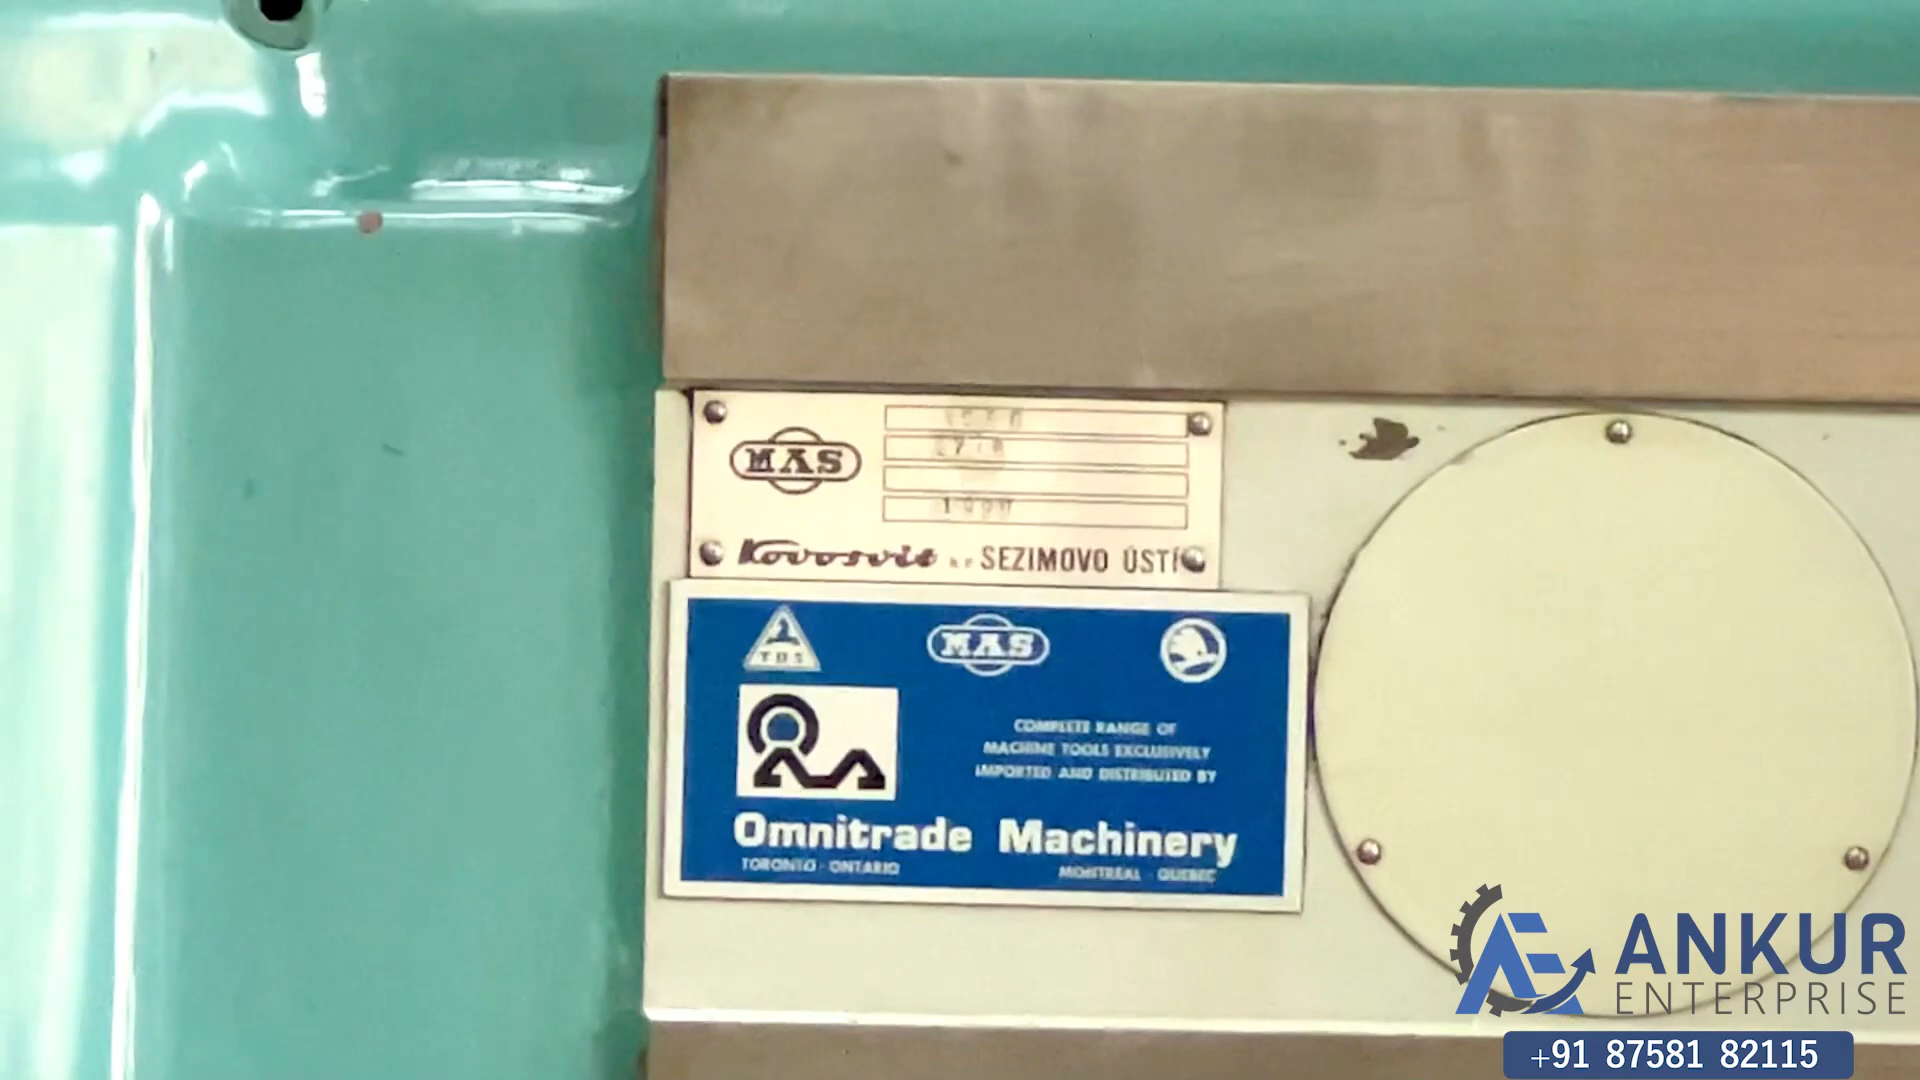 MAS
Kovosvit n.p. SEZIMOVO ÚSTÍ
T.O.S
MAS
COMPLETE RANGE OF
MACHINE TOOLS EXCLUSIVELY
IMPORTED AND DISTRIBUTED BY
Omnitrade Machinery
TORONTO - ONTARIO
MONTREAL - QUEBEC
ANKUR
ENTERPRISE
+91 87581 82115